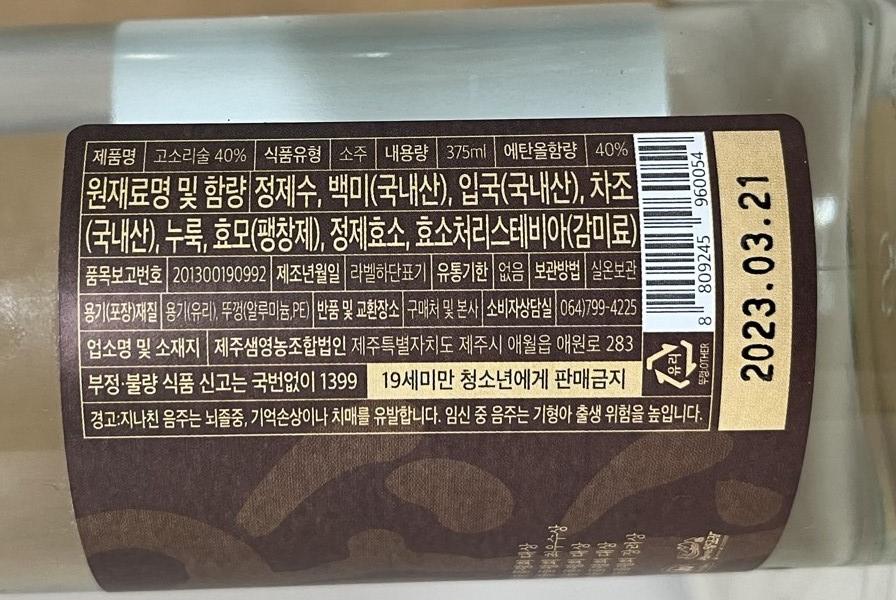 제품명 고소리술 40% 식품유형 소주 내용량 375ml 에탄올함량 40%
원재료명 및 함량 정제수, 백미(국내산), 입국(국내산), 차조
(국내산), 누룩, 효모(팽창제), 정제효소, 효소처리스테비아(감미료)
품목보고번호 201300190992 제조년월일 라벨하단표기 유통기한 없음 보관방법 실온보관
용기(포장)재질 용기(유리), 뚜껑(알루미늄,PE) 반품 및 교환장소 구매처 및 본사 소비자상담실 064)799-4225
업소명 및 소재지 제주샘영농조합법인 제주특별자치도 제주시 애월읍 애원로 283
부정·불량 식품 신고는 국번없이 1399 19세미만 청소년에게 판매금지
경고:지나친 음주는 뇌졸중, 기억손상이나 치매를 유발합니다. 임신 중 음주는 기형아 출생 위험을 높입니다.
8 809245 960054
유리
뚜껑.OTHER
2023.03.21
대상
최우수상
대상
대상